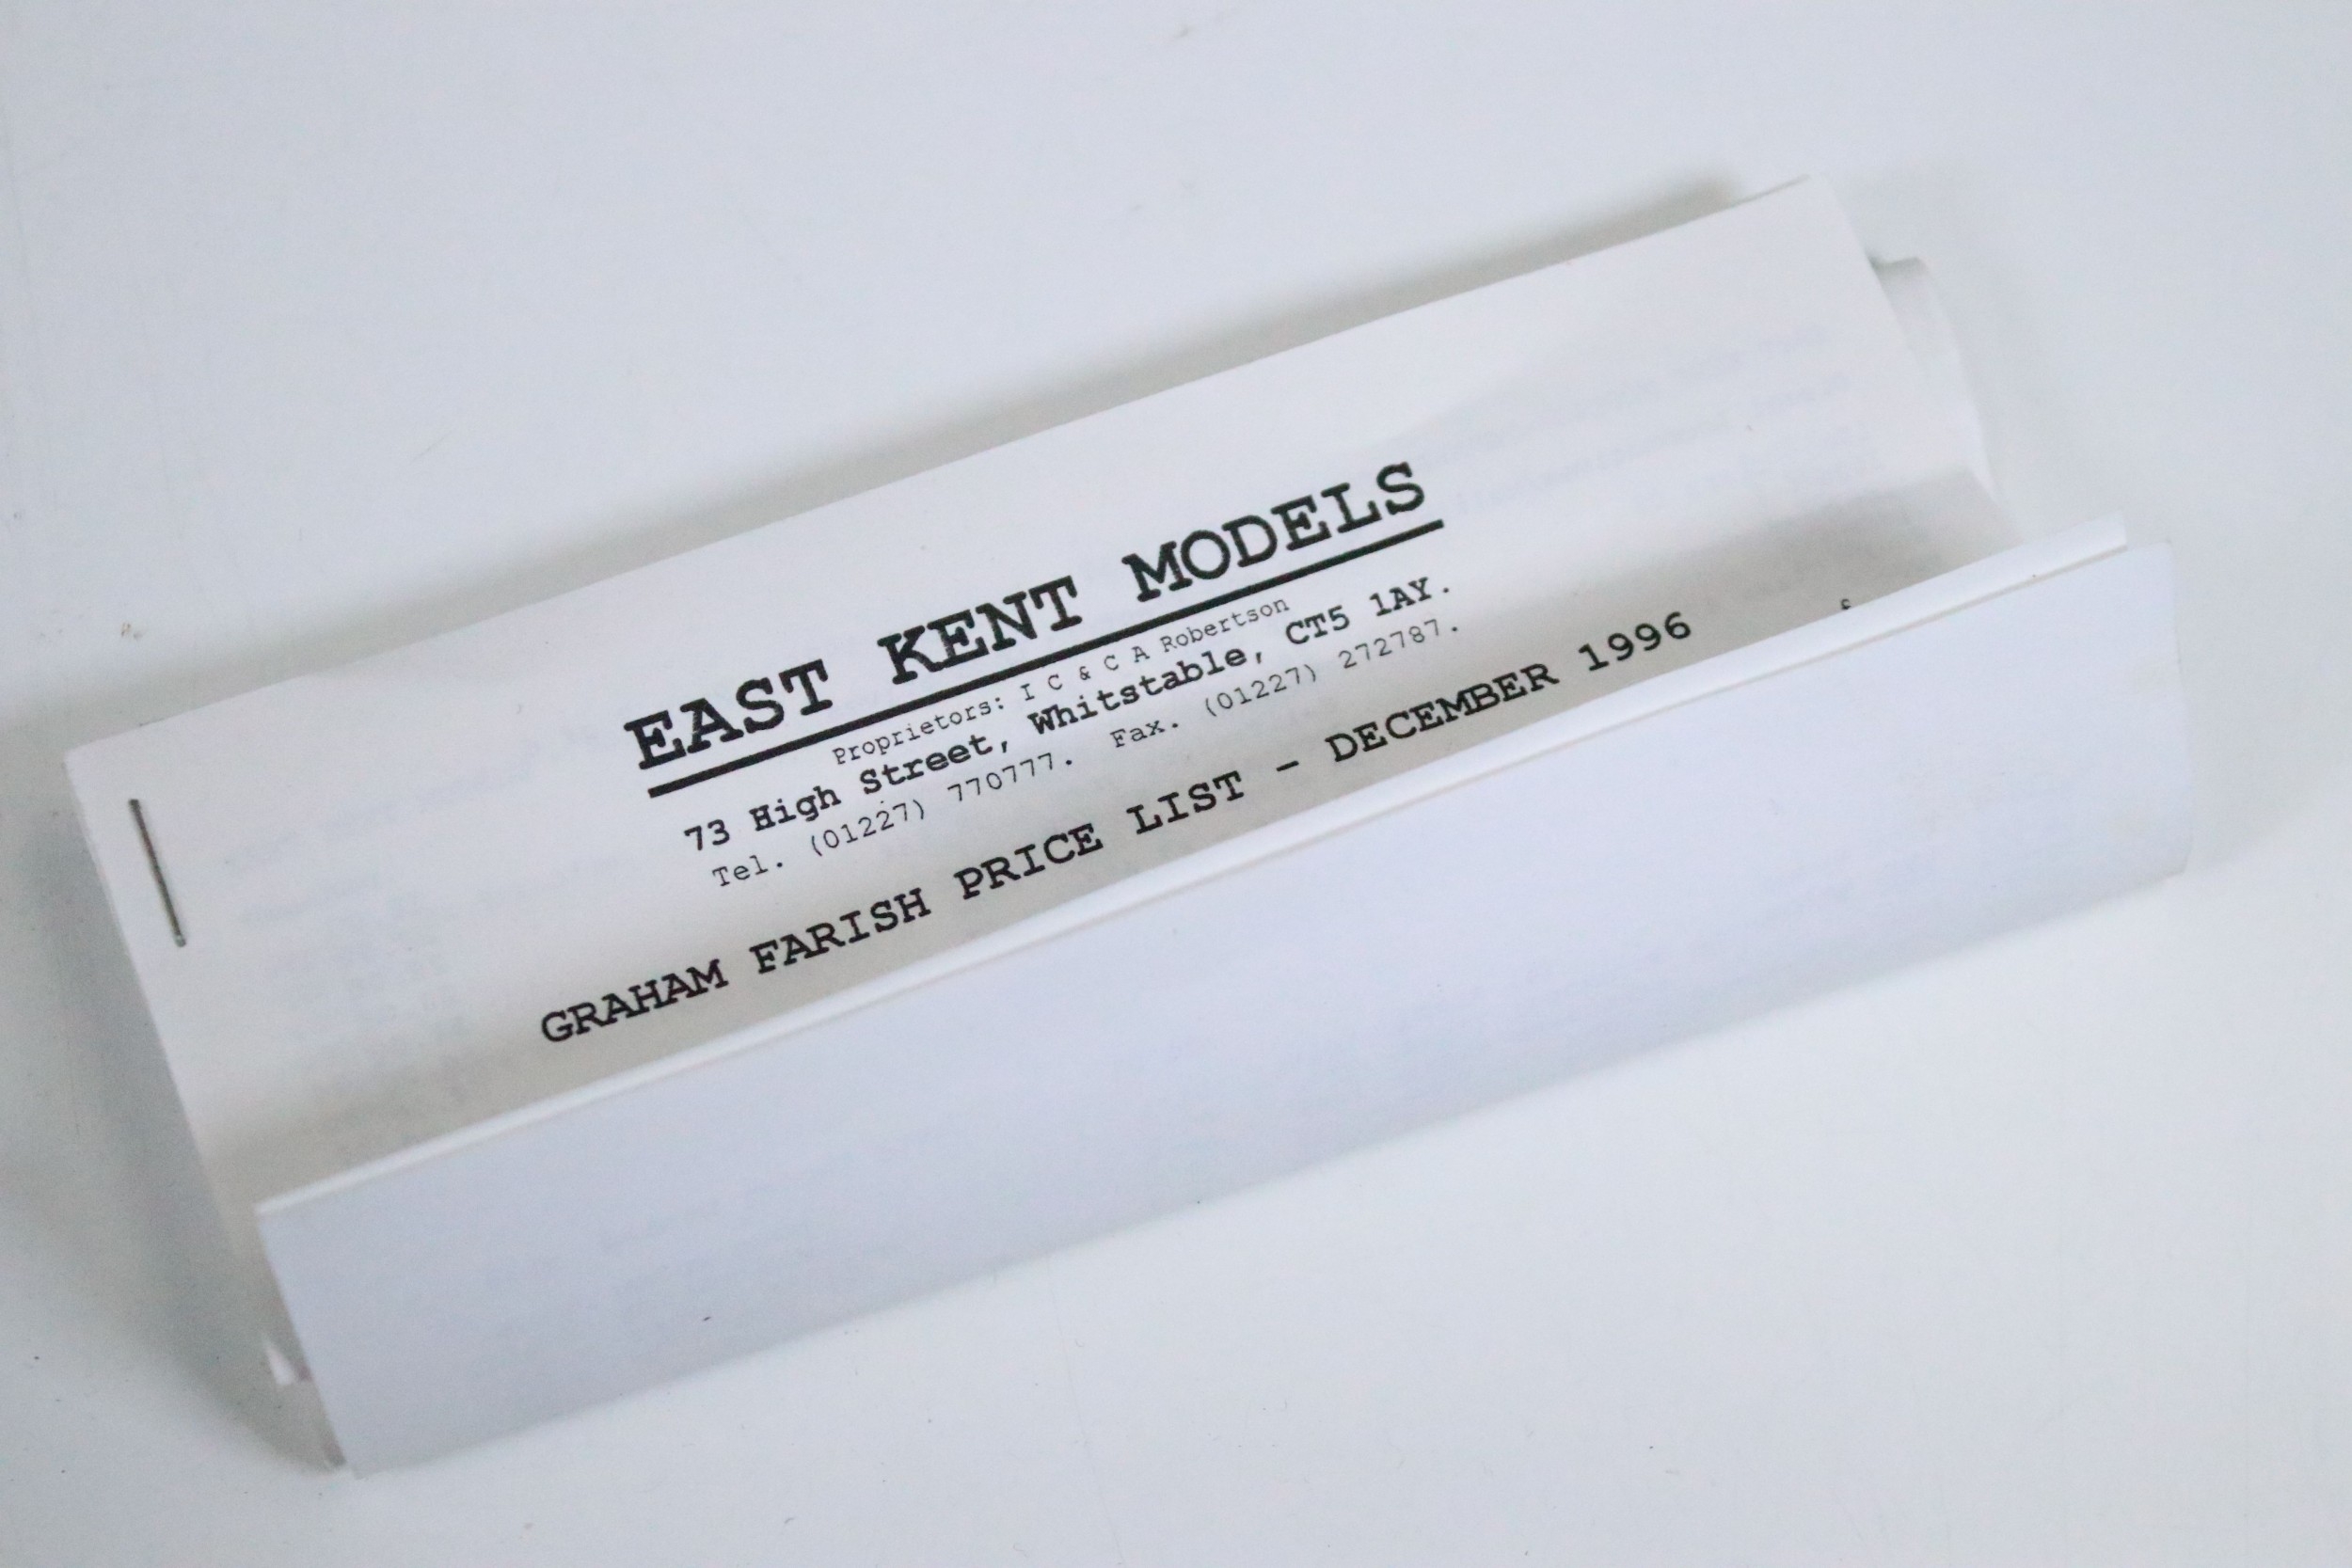 EAST KENT MODELS
Proprietors: I C & C A Robertson
73 High Street, Whitstable, CT5 1AY.
Tel. (01227) 770777. Fax. (01227) 272787.
GRAHAM FARISH PRICE LIST - DECEMBER 1996